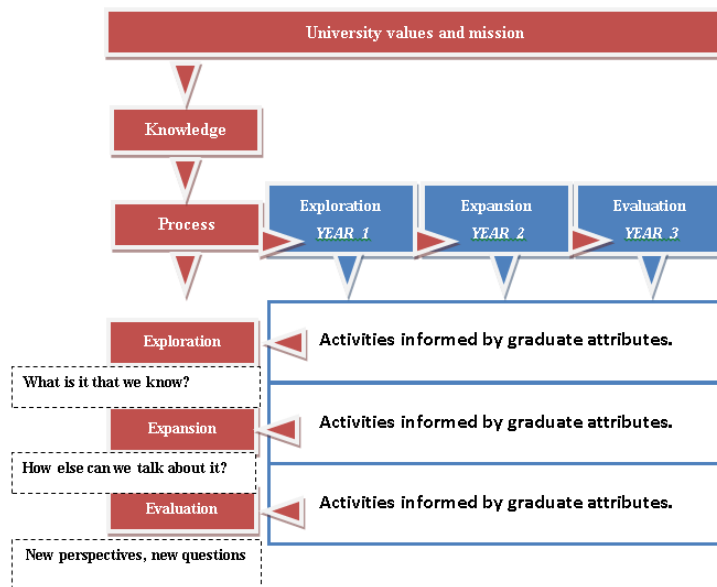 University values and mission
Knowledge
Process
Exploration
YEAR 1
Expansion
YEAR 2
Evaluation
YEAR 3
Exploration
Activities informed by graduate attributes.
What is it that we know?
Expansion
Activities informed by graduate attributes.
How else can we talk about it?
Evaluation
Activities informed by graduate attributes.
New perspectives, new questions